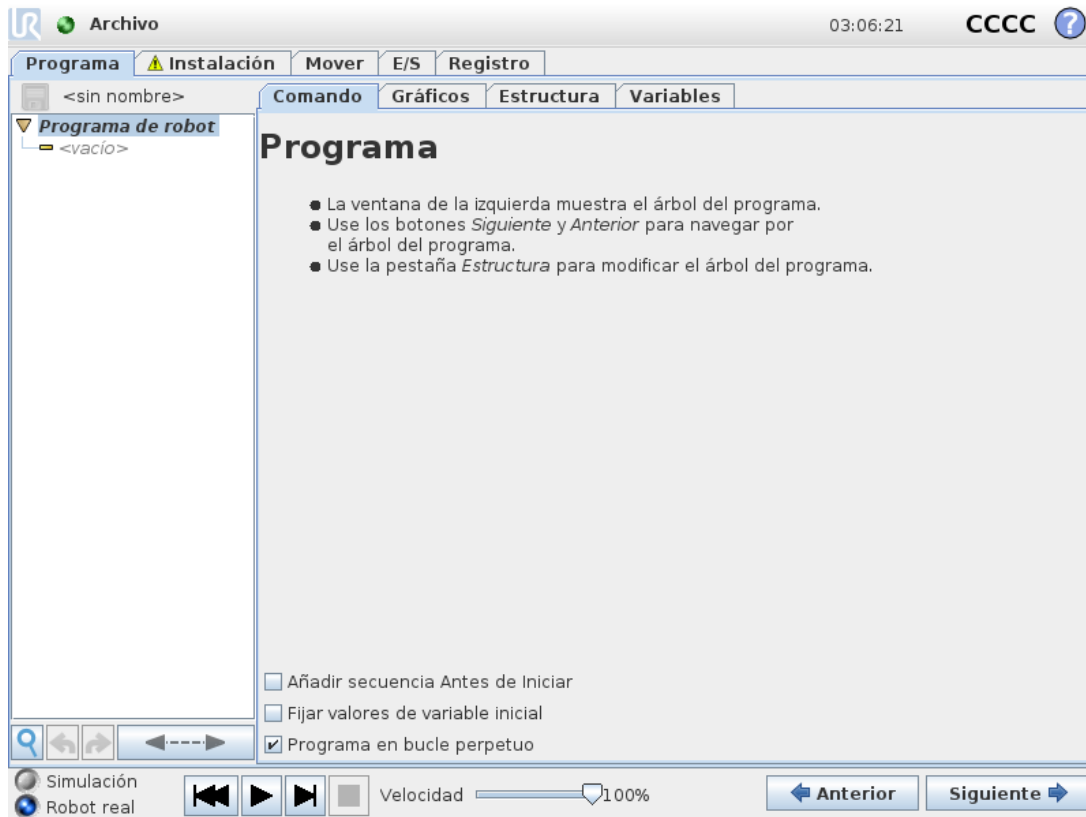 UR Archivo 03:06:21 CCCC ?
Programa Instalación Mover E/S Registro
<sin nombre> Comando Gráficos Estructura Variables
Programa de robot
<vacío>
Programa
La ventana de la izquierda muestra el árbol del programa.
Use los botones Siguiente y Anterior para navegar por
el árbol del programa.
Use la pestaña Estructura para modificar el árbol del programa.
Añadir secuencia Antes de Iniciar
Fijar valores de variable inicial
Programa en bucle perpetuo
Simulación
Robot real
Velocidad 100% Anterior Siguiente